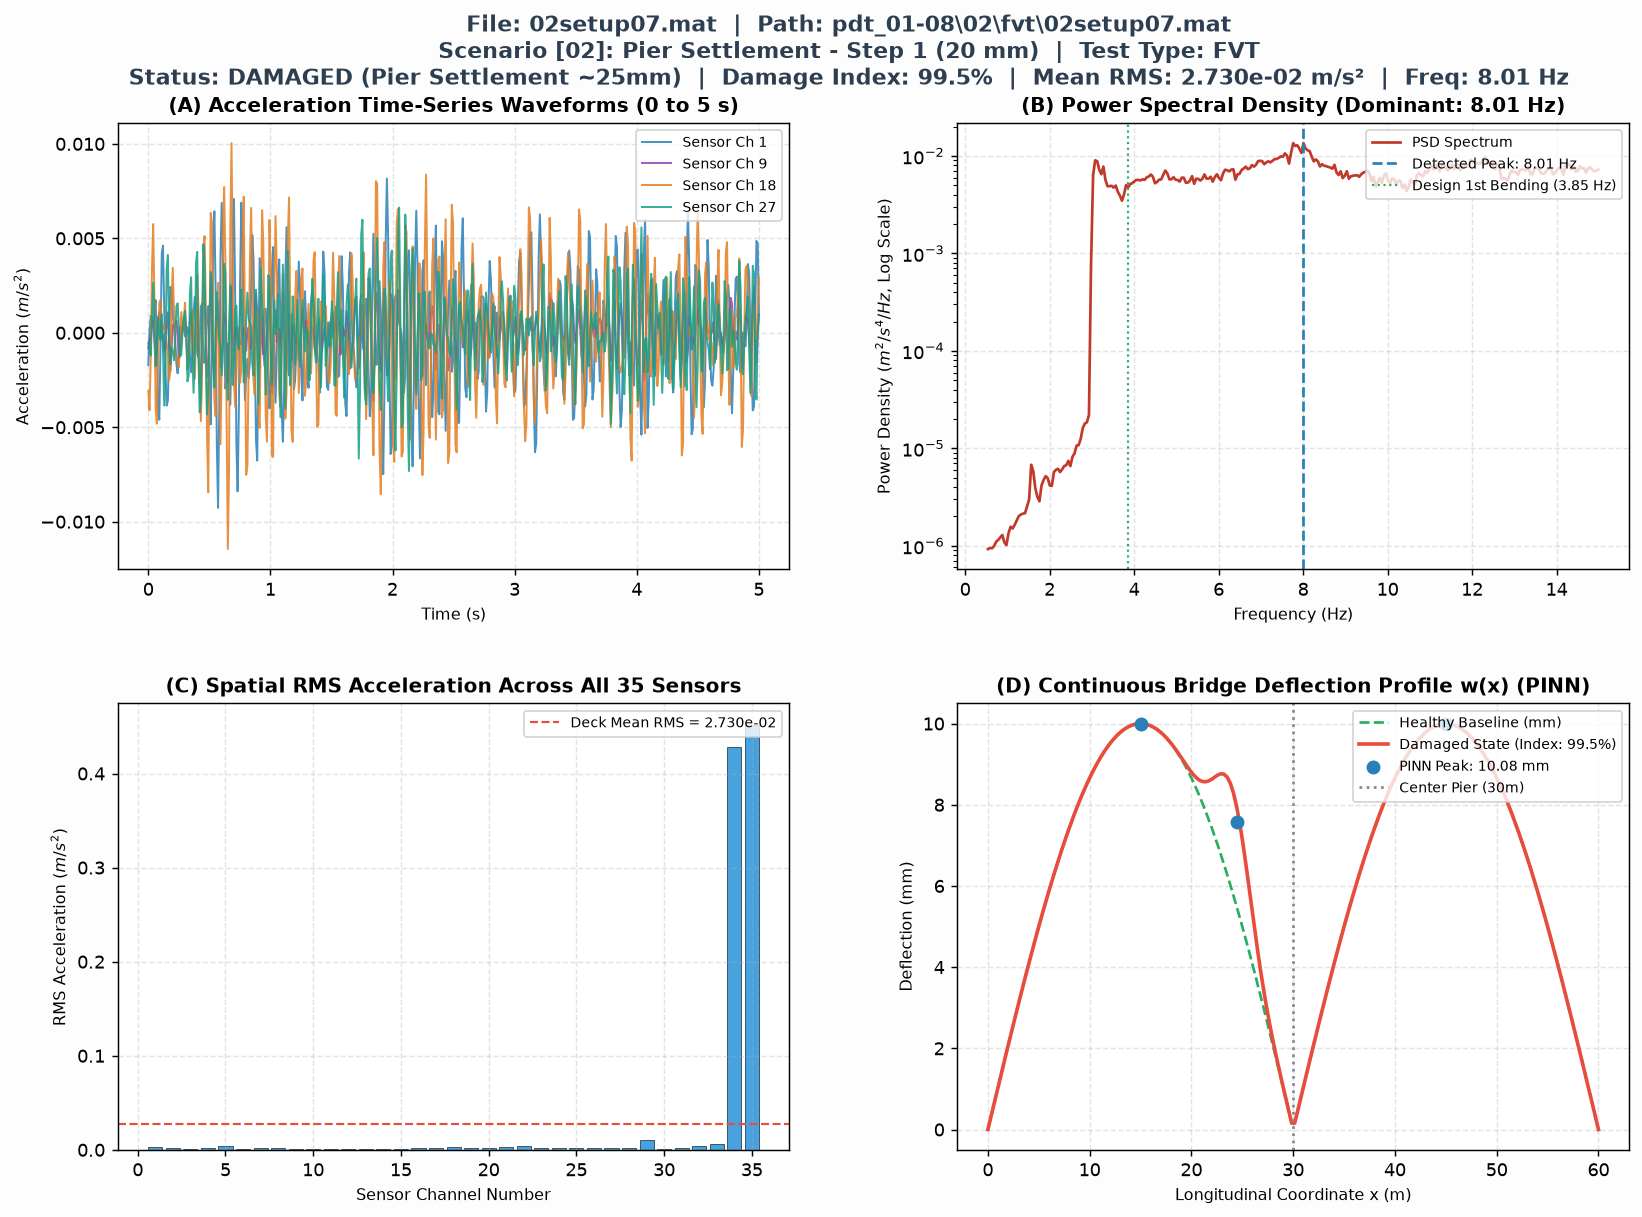 File: 02setup07.mat | Path: pdt_01-08\02\fvt\02setup07.mat
Scenario [02]: Pier Settlement - Step 1 (20 mm) | Test Type: FVT
Status: DAMAGED (Pier Settlement ~25mm) | Damage Index: 99.5% | Mean RMS: 2.730e-02 m/s² | Freq: 8.01 Hz
(A) Acceleration Time-Series Waveforms (0 to 5 s)
Sensor Ch 1
Sensor Ch 9
Sensor Ch 18
Sensor Ch 27
Acceleration (m/s²)
0.010
0.005
0.000
−0.005
−0.010
0 1 2 3 4 5
Time (s)
(B) Power Spectral Density (Dominant: 8.01 Hz)
PSD Spectrum
Detected Peak: 8.01 Hz
Design 1st Bending (3.85 Hz)
Power Density (m²/s⁴/Hz, Log Scale)
10⁻²
10⁻³
10⁻⁴
10⁻⁵
10⁻⁶
0 2 4 6 8 10 12 14
Frequency (Hz)
(C) Spatial RMS Acceleration Across All 35 Sensors
Deck Mean RMS = 2.730e-02
RMS Acceleration (m/s²)
0.4
0.3
0.2
0.1
0.0
0 5 10 15 20 25 30 35
Sensor Channel Number
(D) Continuous Bridge Deflection Profile w(x) (PINN)
Healthy Baseline (mm)
Damaged State (Index: 99.5%)
PINN Peak: 10.08 mm
Center Pier (30m)
Deflection (mm)
10
8
6
4
2
0
0 10 20 30 40 50 60
Longitudinal Coordinate x (m)